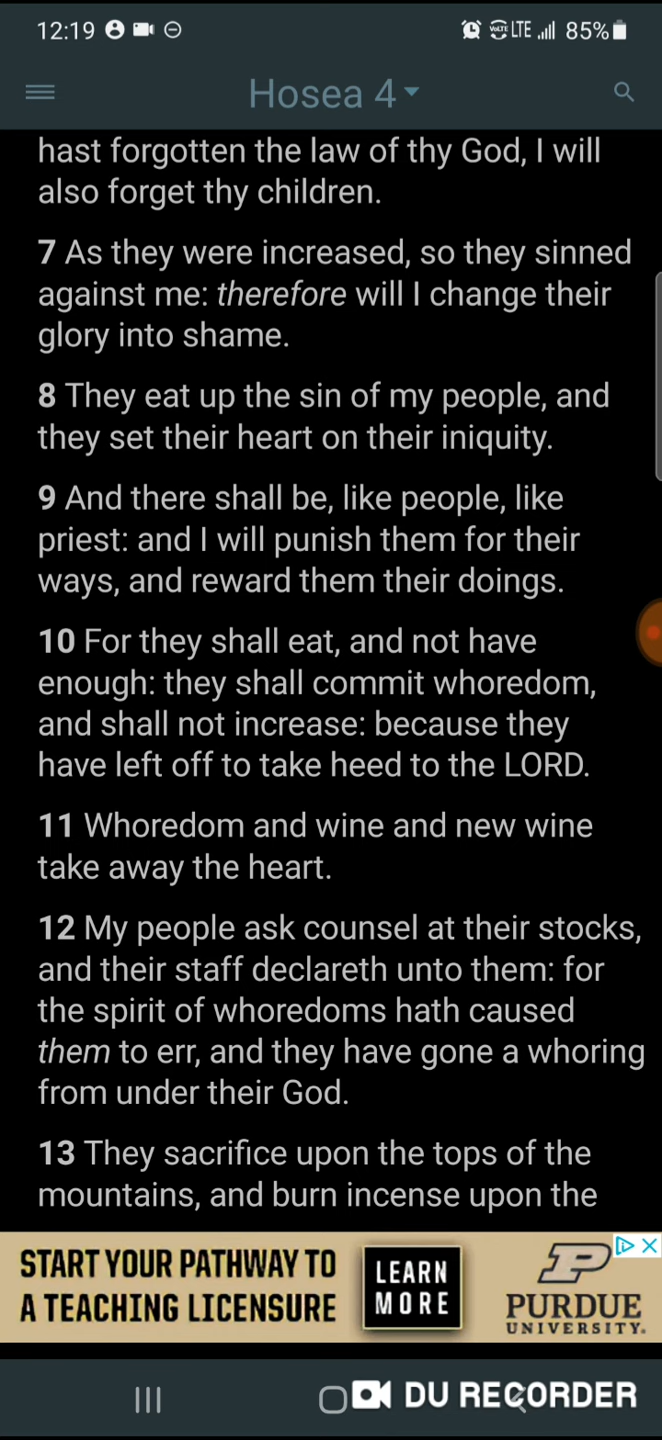 12:19 VoLTE LTE 85%
Hosea 4
hast forgotten the law of thy God, I will
also forget thy children.
7 As they were increased, so they sinned
against me: therefore will I change their
glory into shame.
8 They eat up the sin of my people, and
they set their heart on their iniquity.
9 And there shall be, like people, like
priest: and I will punish them for their
ways, and reward them their doings.
10 For they shall eat, and not have
enough: they shall commit whoredom,
and shall not increase: because they
have left off to take heed to the LORD.
11 Whoredom and wine and new wine
take away the heart.
12 My people ask counsel at their stocks,
and their staff declareth unto them: for
the spirit of whoredoms hath caused
them to err, and they have gone a whoring
from under their God.
13 They sacrifice upon the tops of the
mountains, and burn incense upon the
START YOUR PATHWAY TO
A TEACHING LICENSURE
LEARN
MORE
P
PURDUE
UNIVERSITY.
DU RECORDER